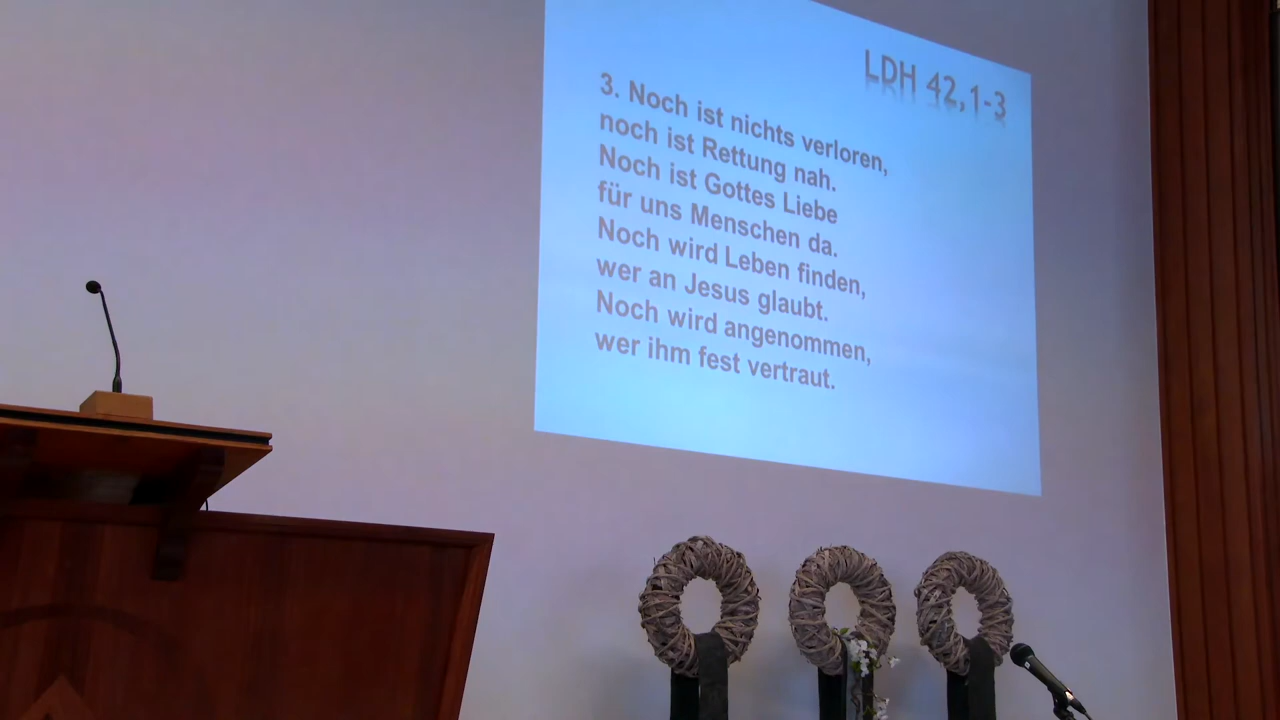 LDH 42,1-3
3. Noch ist nichts verloren,
noch ist Rettung nah.
Noch ist Gottes Liebe
für uns Menschen da.
Noch wird Leben finden,
wer an Jesus glaubt.
Noch wird angenommen,
wer ihm fest vertraut.